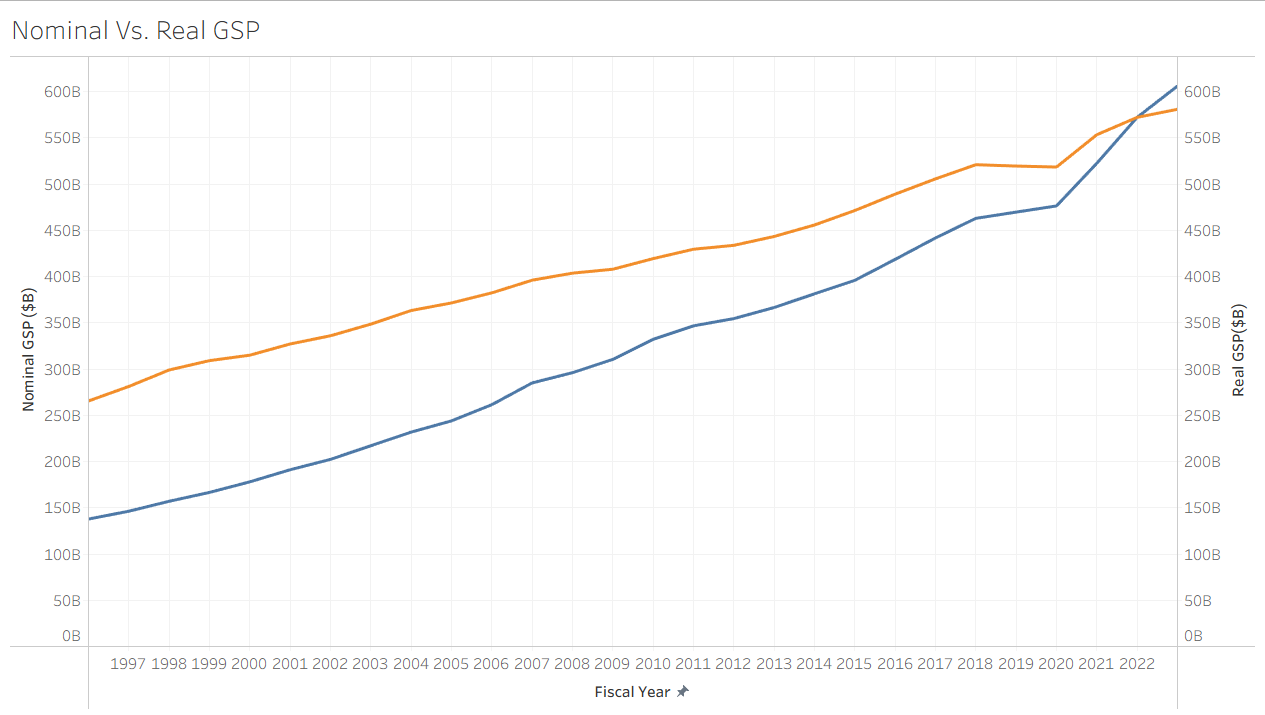 Nominal Vs. Real GSP
600B
550B
500B
450B
400B
350B
300B
250B
200B
150B
100B
50B
0B
Nominal GSP ($B)
600B
550B
500B
450B
400B
350B
300B
250B
200B
150B
100B
50B
0B
Real GSP($B)
1997 1998 1999 2000 2001 2002 2003 2004 2005 2006 2007 2008 2009 2010 2011 2012 2013 2014 2015 2016 2017 2018 2019 2020 2021 2022
Fiscal Year